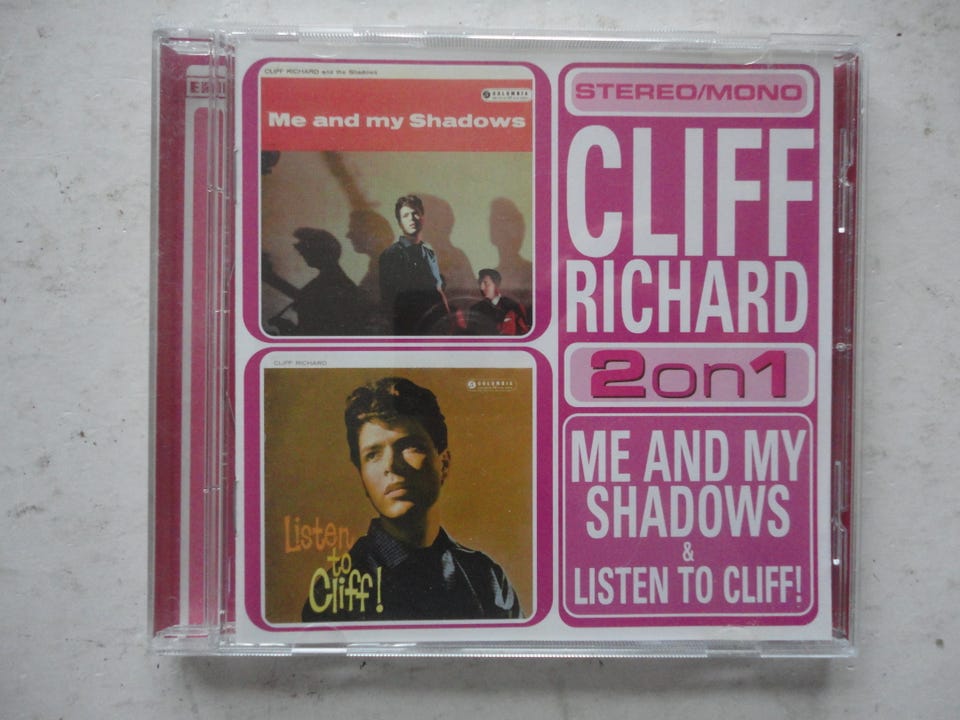 CLIFF RICHARD and the Shadows
COLUMBIA
Me and my Shadows
CLIFF RICHARD
COLUMBIA
Listen
to
Cliff!
STEREO/MONO
CLIFF
RICHARD
2on1
ME AND MY
SHADOWS
&
LISTEN TO CLIFF!